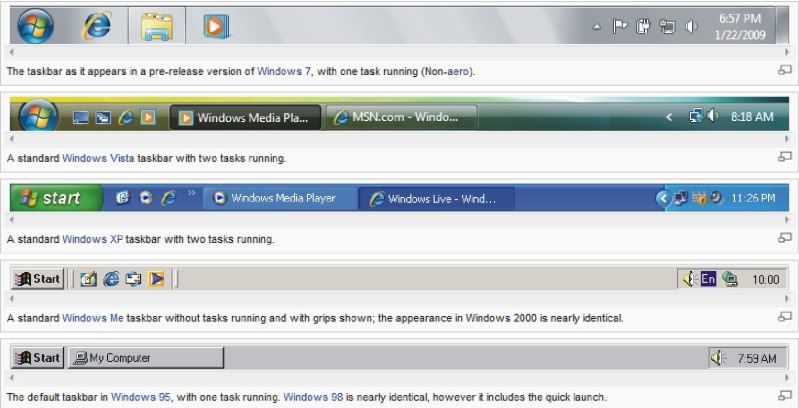 6:57 PM
1/22/2009
The taskbar as it appears in a pre-release version of Windows 7, with one task running (Non-aero).
Windows Media Pla... MSN.com - Windo... 8:18 AM
A standard Windows Vista taskbar with two tasks running.
start Windows Media Player Windows Live - Wind... 11:26 PM
A standard Windows XP taskbar with two tasks running.
Start En 10:00
A standard Windows Me taskbar without tasks running and with grips shown; the appearance in Windows 2000 is nearly identical.
Start My Computer 7:59 AM
The default taskbar in Windows 95, with one task running. Windows 98 is nearly identical, however it includes the quick launch.